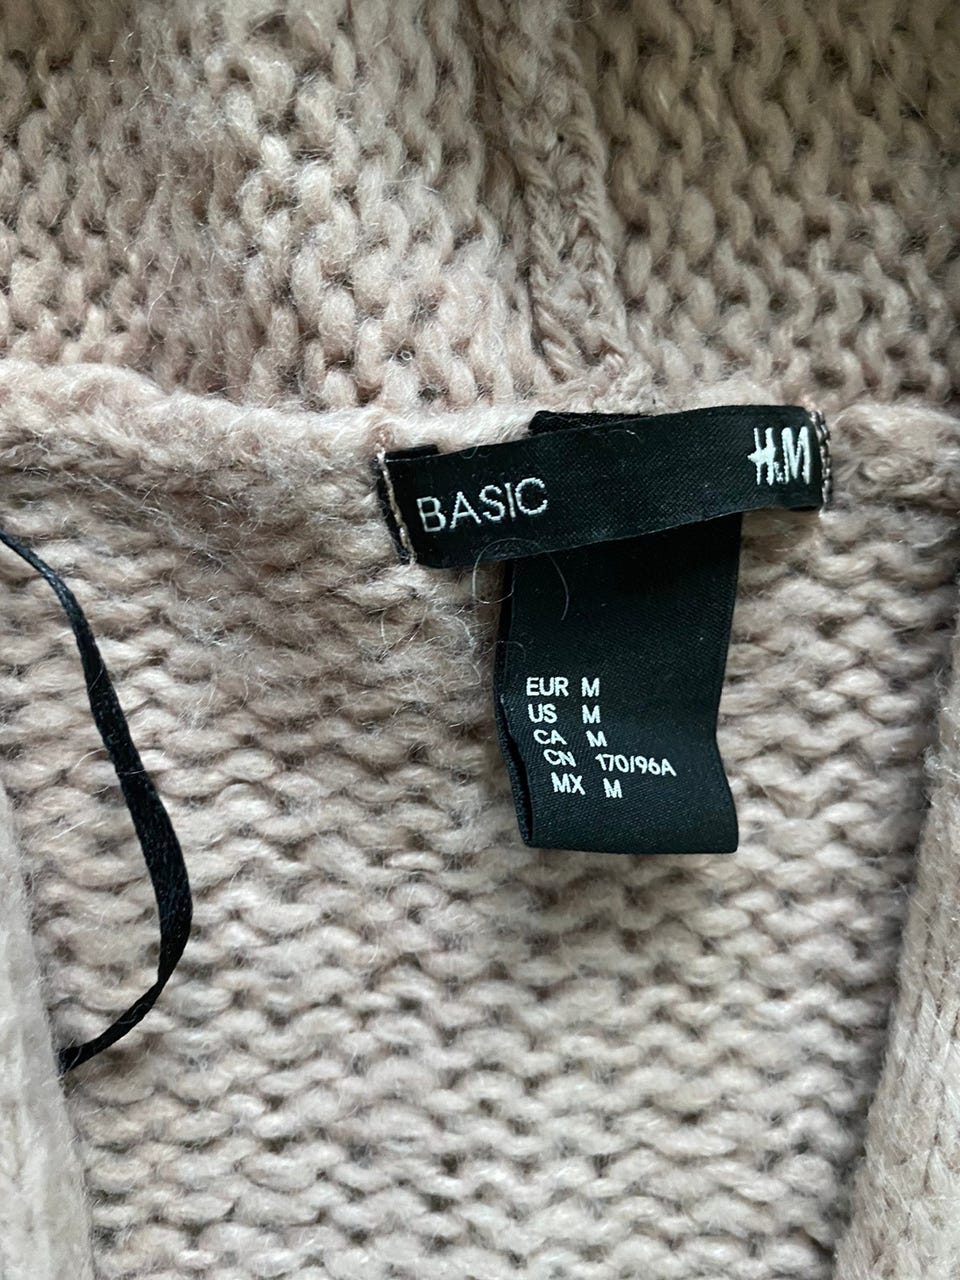 BASIC H&M
EUR M
US M
CA M
CN 170/96A
MX M